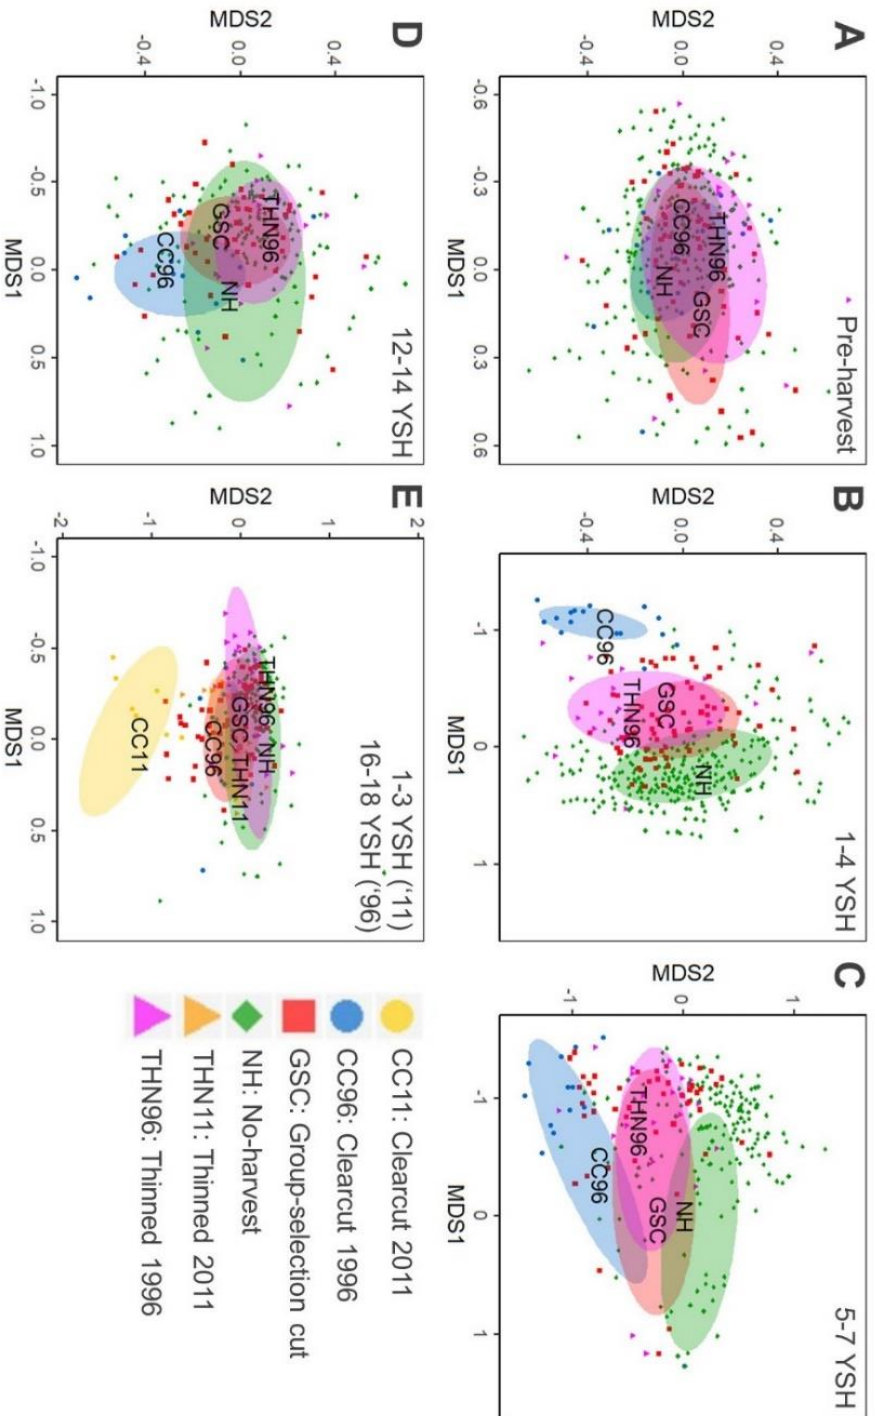 A
Pre-harvest
MDS2
0.4
0.0
-0.4
THN96
CC96
GSC
NH
-0.6
-0.3
0.0
0.3
0.6
MDS1
B
1-4 YSH
MDS2
0.4
0.0
-0.4
CC96
GSC
THN96
NH
-1
0
1
MDS1
C
5-7 YSH
MDS2
1
0
-1
THN96
CC96
NH
GSC
-1
0
1
MDS1
D
12-14 YSH
MDS2
0.4
0.0
-0.4
THN96
GSC
CC96
NH
-1.0
-0.5
0.0
0.5
1.0
MDS1
E
1-3 YSH (‘11)
16-18 YSH (‘96)
MDS2
2
1
0
-1
-2
THN96 NH
GSC THN11
CC96
CC11
-1.0
-0.5
0.0
0.5
1.0
MDS1
CC11: Clearcut 2011
CC96: Clearcut 1996
GSC: Group-selection cut
NH: No-harvest
THN11: Thinned 2011
THN96: Thinned 1996